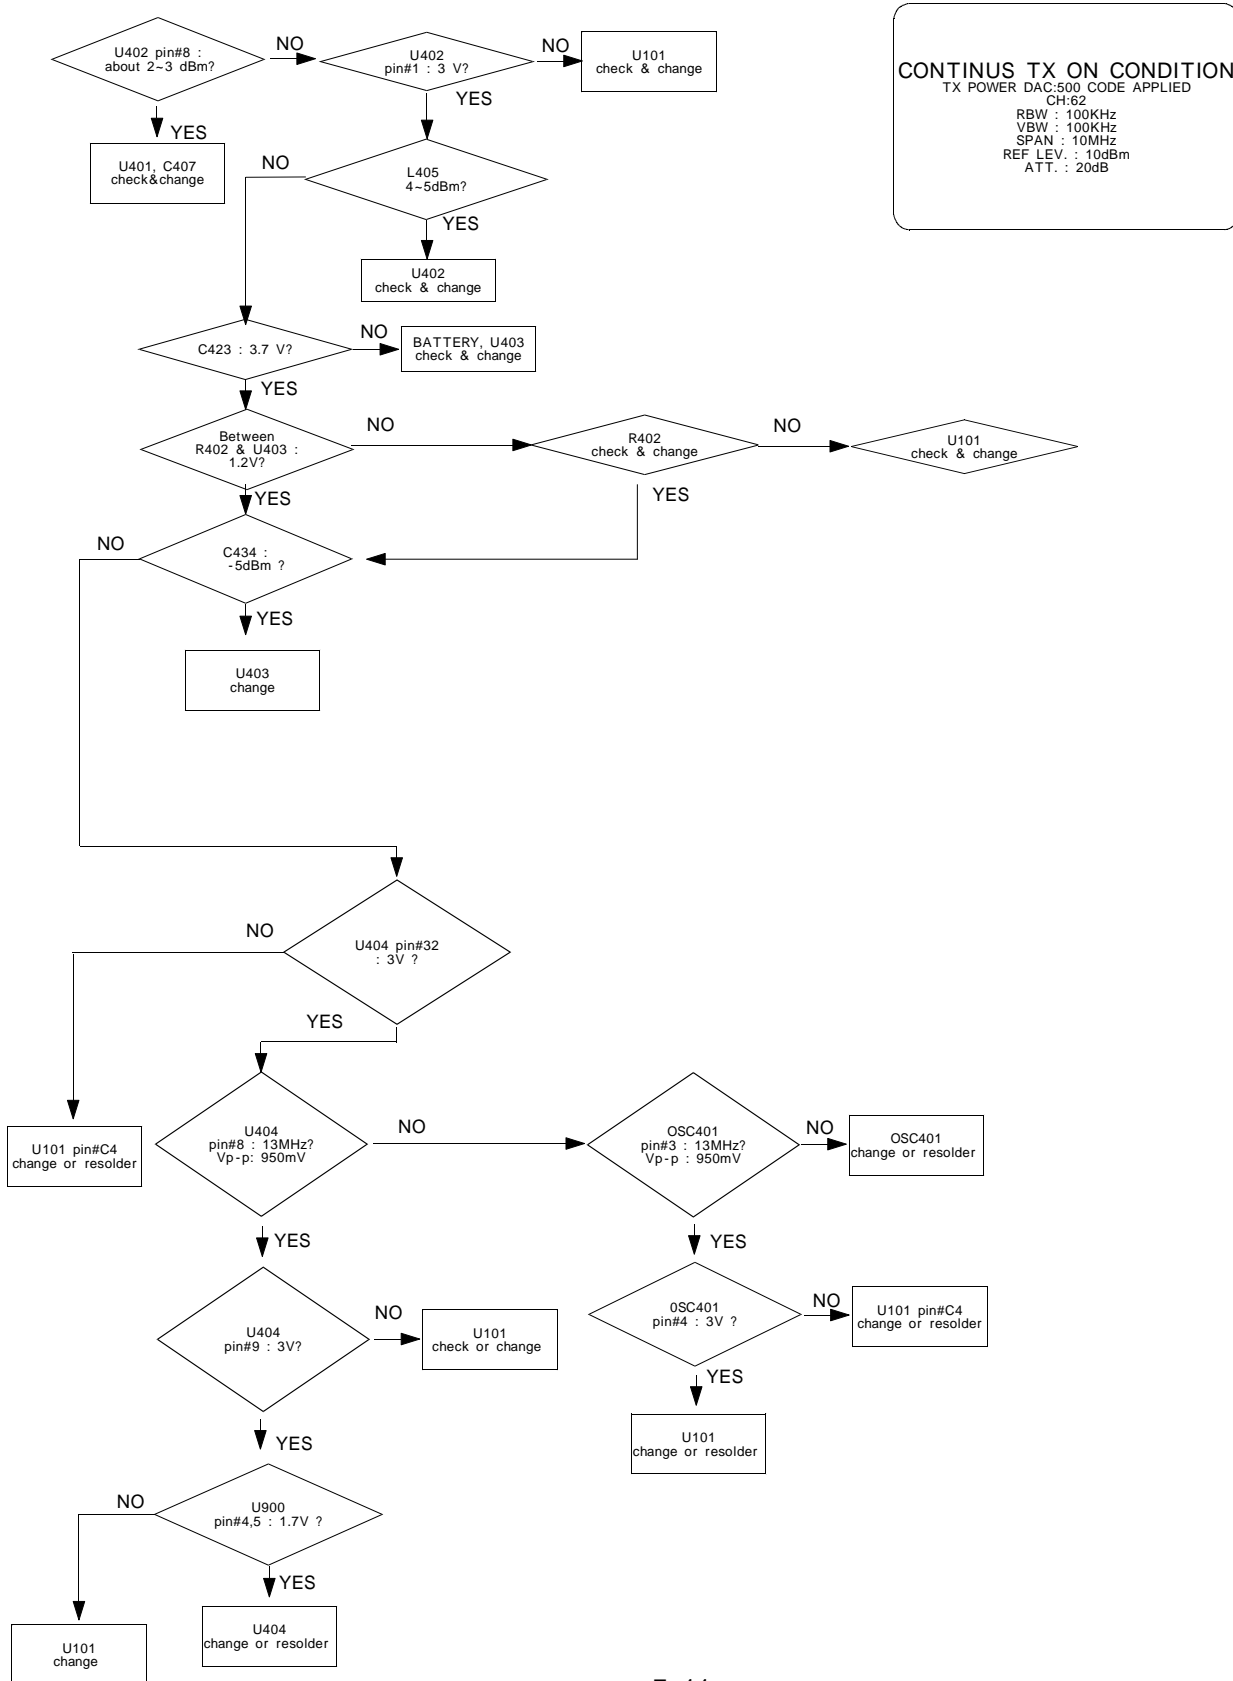 U402 pin#8 :
about 2~3 dBm?
NO
U402
pin#1 : 3 V?
NO
U101
check & change
CONTINUS TX ON CONDITION
TX POWER DAC:500 CODE APPLIED
CH:62
RBW : 100KHz
VBW : 100KHz
SPAN : 10MHz
REF LEV. : 10dBm
ATT. : 20dB
YES
YES
U401, C407
check&change
NO
L405
4~5dBm?
YES
U402
check & change
C423 : 3.7 V?
NO
BATTERY, U403
check & change
YES
Between
R402 & U403 :
1.2V?
NO
R402
check & change
NO
U101
check & change
YES
YES
NO
C434 :
-5dBm ?
YES
U403
change
NO
U404 pin#32
: 3V ?
YES
U101 pin#C4
change or resolder
U404
pin#8 : 13MHz?
Vp-p: 950mV
NO
OSC401
pin#3 : 13MHz?
Vp-p : 950mV
NO
OSC401
change or resolder
YES
YES
U404
pin#9 : 3V?
NO
U101
check or change
0SC401
pin#4 : 3V ?
NO
U101 pin#C4
change or resolder
YES
U101
change or resolder
YES
NO
U900
pin#4,5 : 1.7V ?
YES
U101
change
U404
change or resolder